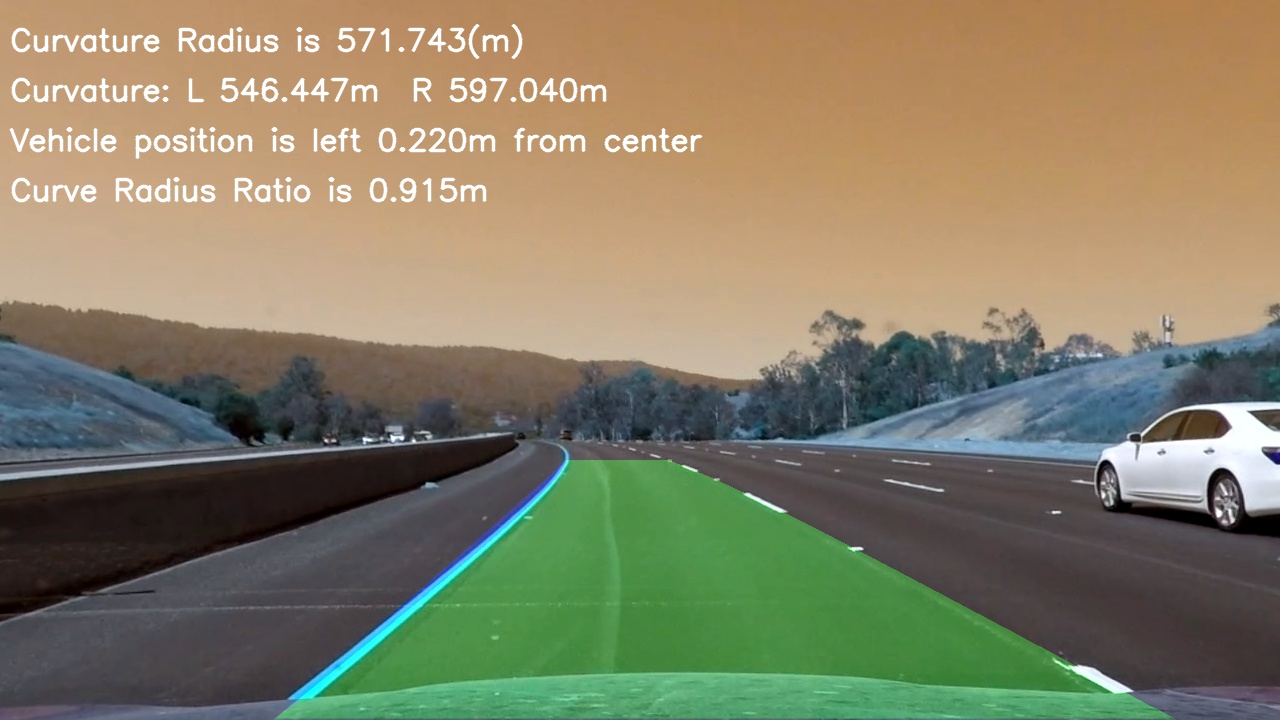 Curvature Radius is 571.743(m)
Curvature: L 546.447m R 597.040m
Vehicle position is left 0.220m from center
Curve Radius Ratio is 0.915m